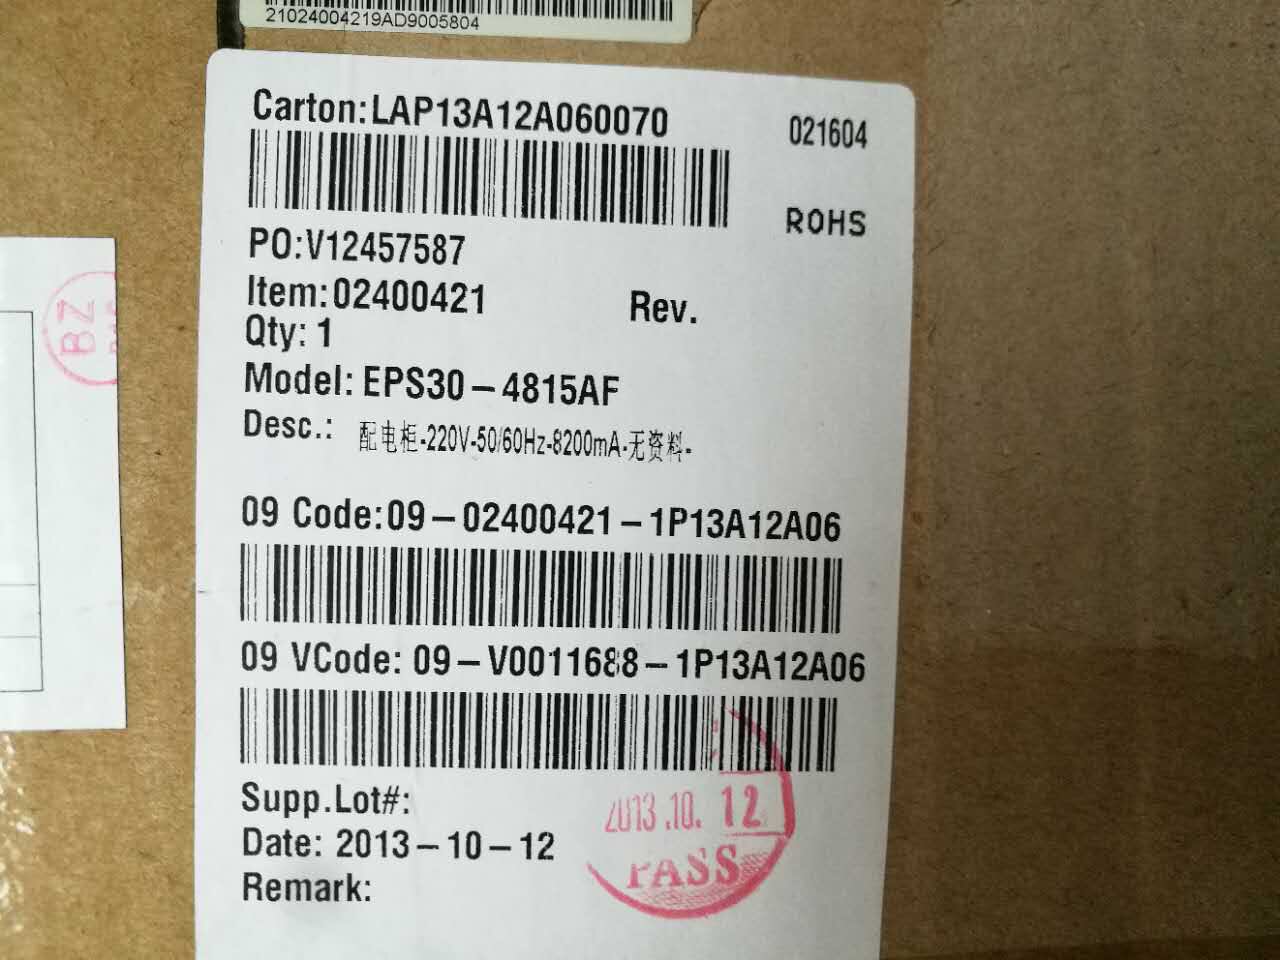 21024004219AD9005804
Carton:LAP13A12A060070
021604
ROHS
PO:V12457587
Item:02400421
Rev.
Qty: 1
Model: EPS30-4815AF
Desc.: 配电柜-220V-50/60Hz-8200mA-无资料-
09 Code:09-02400421-1P13A12A06
09 VCode: 09-V0011688-1P13A12A06
Supp.Lot#:
Date: 2013-10-12
Remark:
2013.10. 12
PASS
BZ